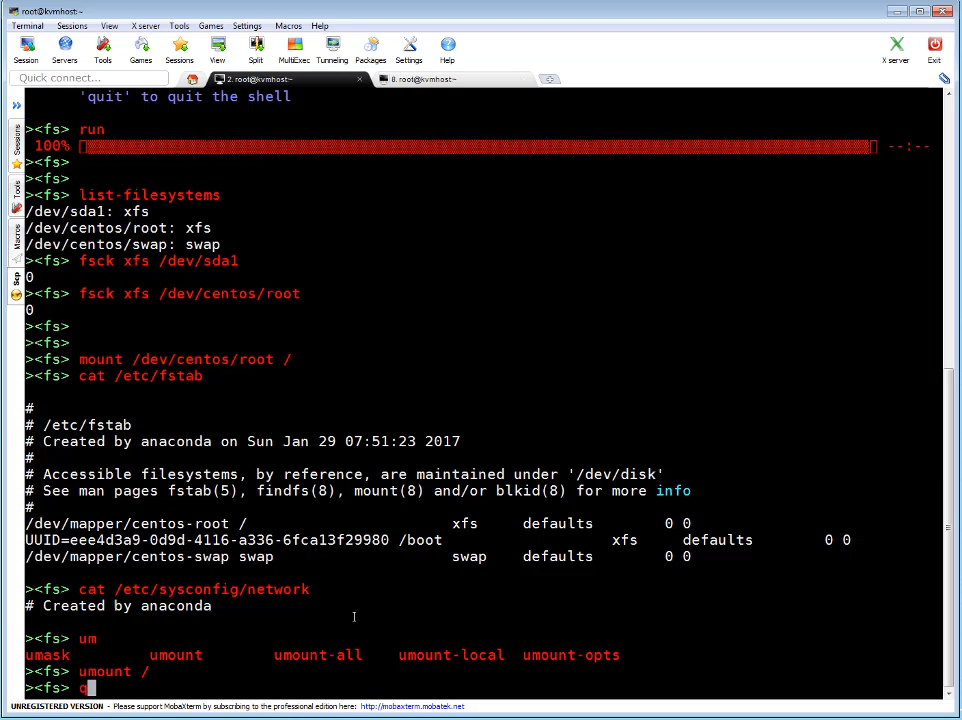 root@kvmhost:~
Terminal Sessions View X server Tools Games Settings Macros Help
Session Servers Tools Games Sessions View Split MultiExec Tunneling Packages Settings Help X server Exit
Quick connect...
2. root@kvmhost:~
8. root@kvmhost:~
Sessions
Tools
Macros
Scp
'quit' to quit the shell
><fs> run
100% --:--
><fs>
><fs>
><fs> list-filesystems
/dev/sda1: xfs
/dev/centos/root: xfs
/dev/centos/swap: swap
><fs> fsck xfs /dev/sda1
0
><fs> fsck xfs /dev/centos/root
0
><fs>
><fs>
><fs> mount /dev/centos/root /
><fs> cat /etc/fstab
#
# /etc/fstab
# Created by anaconda on Sun Jan 29 07:51:23 2017
#
# Accessible filesystems, by reference, are maintained under '/dev/disk'
# See man pages fstab(5), findfs(8), mount(8) and/or blkid(8) for more info
#
/dev/mapper/centos-root / xfs defaults 0 0
UUID=eee4d3a9-0d9d-4116-a336-6fca13f29980 /boot xfs defaults 0 0
/dev/mapper/centos-swap swap swap defaults 0 0
><fs> cat /etc/sysconfig/network
# Created by anaconda
><fs> um
umask umount umount-all umount-local umount-opts
><fs> umount /
><fs> q
UNREGISTERED VERSION - Please support MobaXterm by subscribing to the professional edition here: http://mobaxterm.mobatek.net